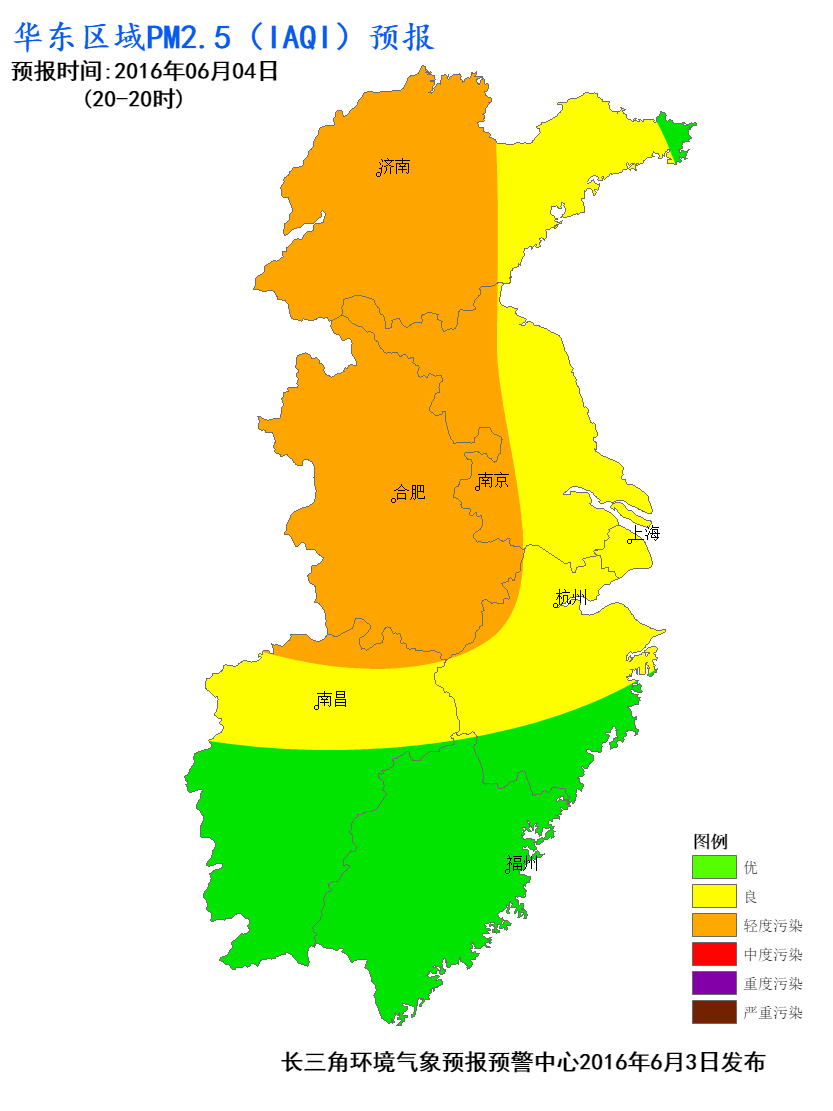 华东区域PM2.5（IAQI）预报
预报时间:2016年06月04日
(20-20时)
济南
南京
合肥
上海
杭州
南昌
福州
图例
优
良
轻度污染
中度污染
重度污染
严重污染
长三角环境气象预报预警中心2016年6月3日发布